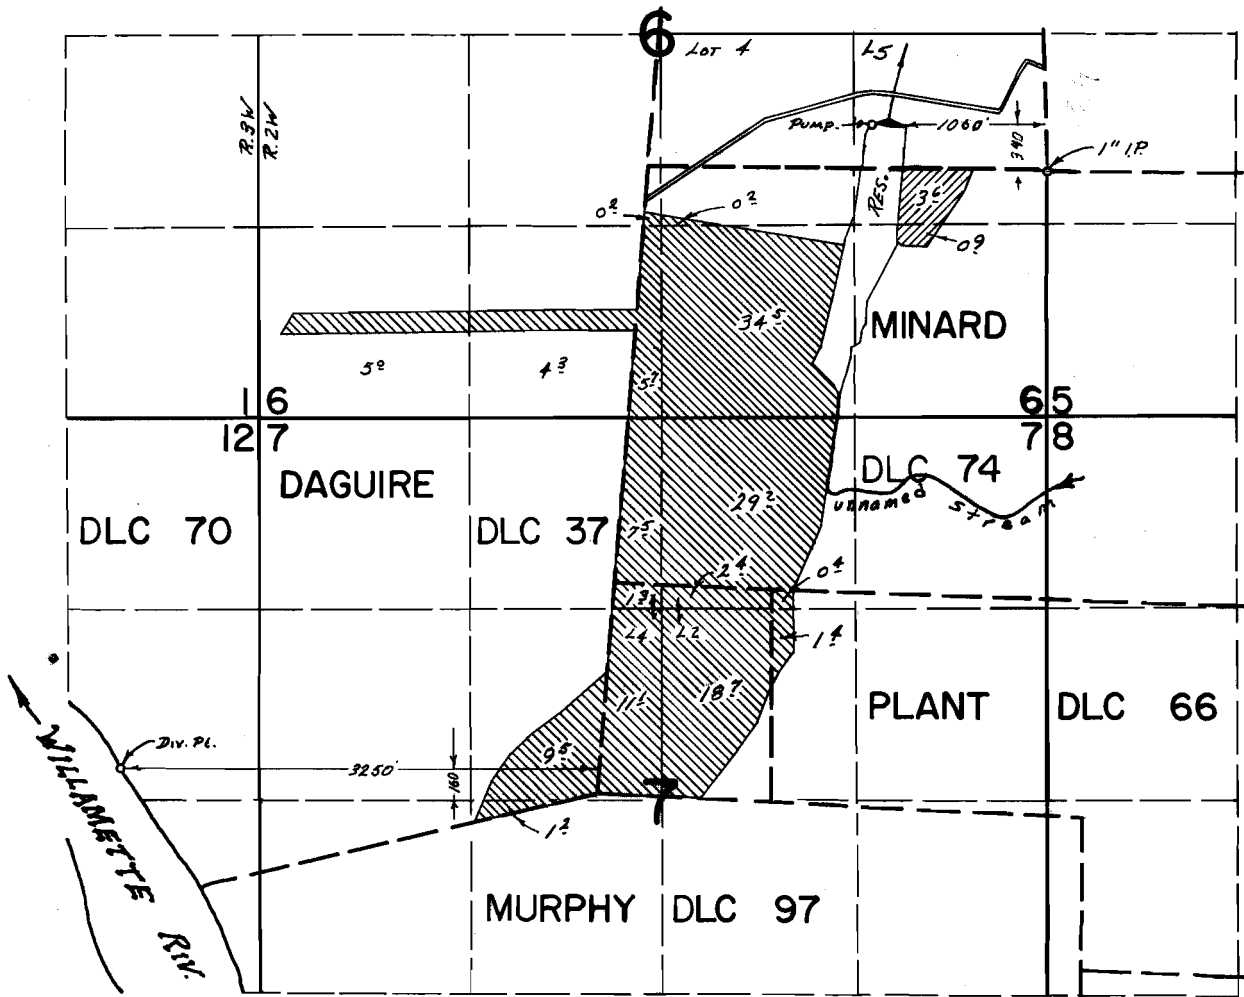 6
LOT 4
L5
R.3W
R.2W
PUMP.
1060'
340
1" I.P.
RES.
3 6
0 2
0 2
0 9
34 5
MINARD
5 0
4 3
5 7
1 6
6 5
12 7
7 8
DAGUIRE
DLC 74
unnamed stream
29 2
DLC 70
DLC 37
7 5
2 4
0 4
1 3
L4
L2
1 4
11 1
18 7
PLANT
DLC 66
WILLAMETTE RIV.
DIV. PT.
3250'
160
9 5
7
1 2
MURPHY DLC 97